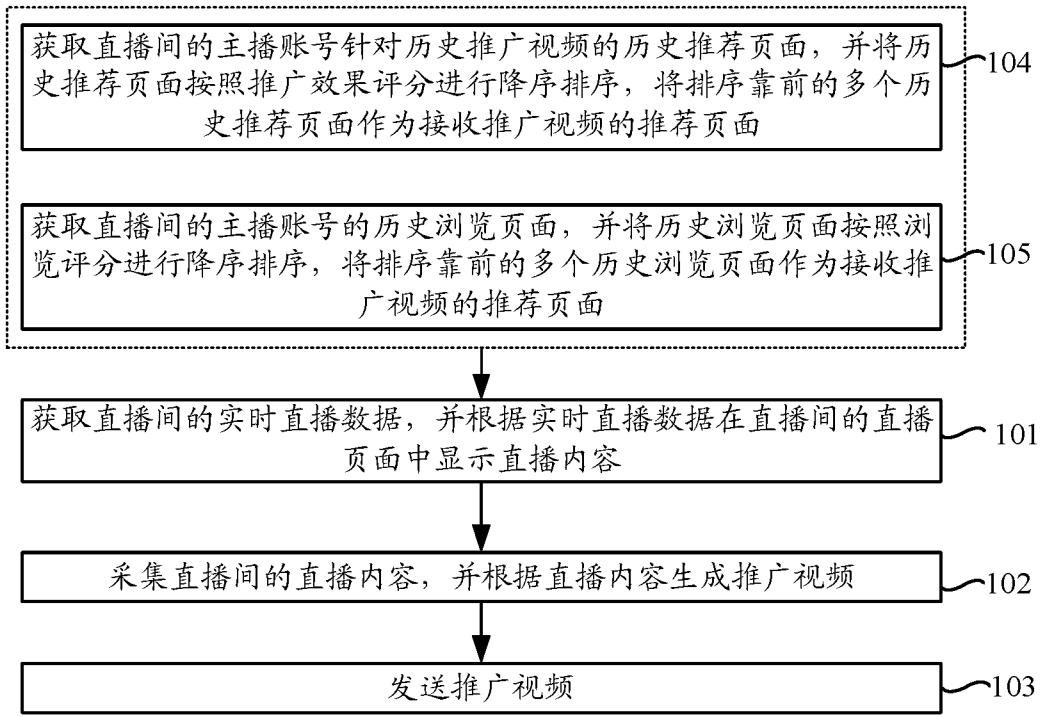 获取直播间的主播账号针对历史推广视频的历史推荐页面，并将历
史推荐页面按照推广效果评分进行降序排序，将排序靠前的多个历
史推荐页面作为接收推广视频的推荐页面
104
获取直播间的主播账号的历史浏览页面，并将历史浏览页面按照浏
览评分进行降序排序，将排序靠前的多个历史浏览页面作为接收推
广视频的推荐页面
105
获取直播间的实时直播数据，并根据实时直播数据在直播间的直播
页面中显示直播内容
101
采集直播间的直播内容，并根据直播内容生成推广视频
102
发送推广视频
103